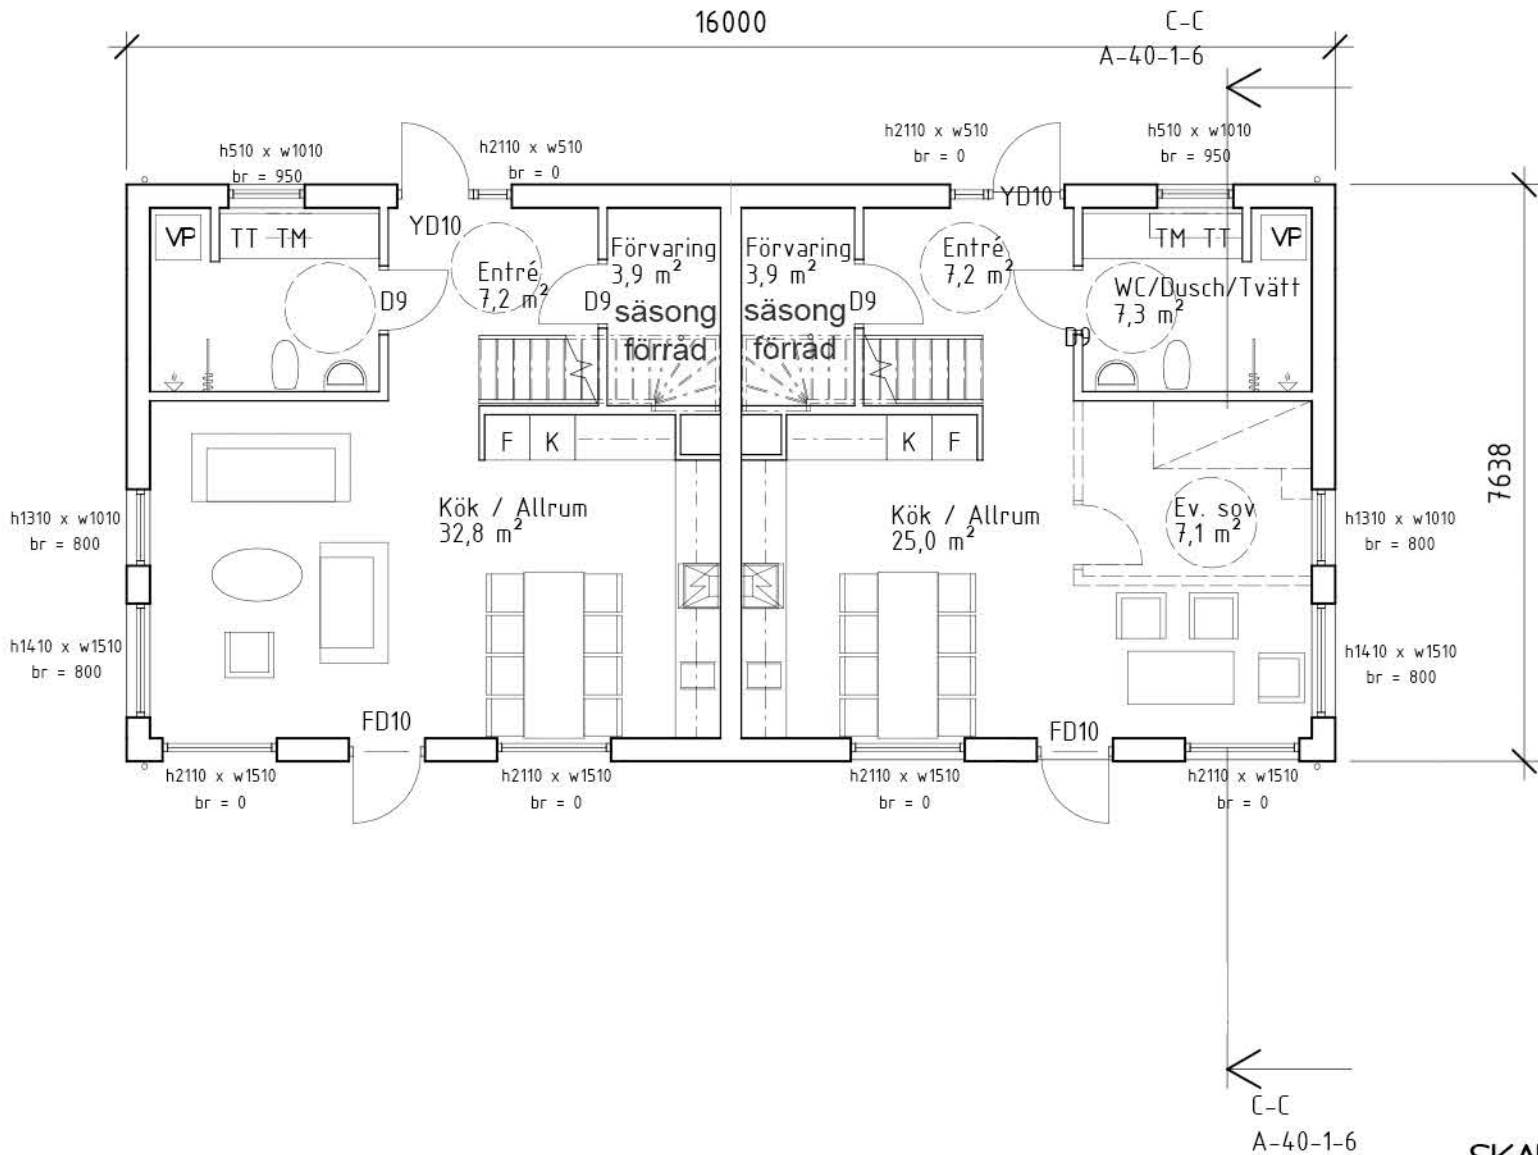 16000
C-C
A-40-1-6
h510 x w1010
br = 950
h2110 x w510
br = 0
h2110 x w510
br = 0
h510 x w1010
br = 950
YD10
YD10
VP
TT TM
Förvaring
3,9 m²
säsong
förråd
Förvaring
3,9 m²
säsong
förråd
Entré
7,2 m²
Entré
7,2 m²
TM TT
VP
WC/Dusch/Tvätt
7,3 m²
D9
D9
D9
D9
F K
K F
7638
Kök / Allrum
32,8 m²
Kök / Allrum
25,0 m²
Ev. sov
7,1 m²
h1310 x w1010
br = 800
h1310 x w1010
br = 800
h1410 x w1510
br = 800
h1410 x w1510
br = 800
FD10
FD10
h2110 x w1510
br = 0
h2110 x w1510
br = 0
h2110 x w1510
br = 0
h2110 x w1510
br = 0
C-C
A-40-1-6